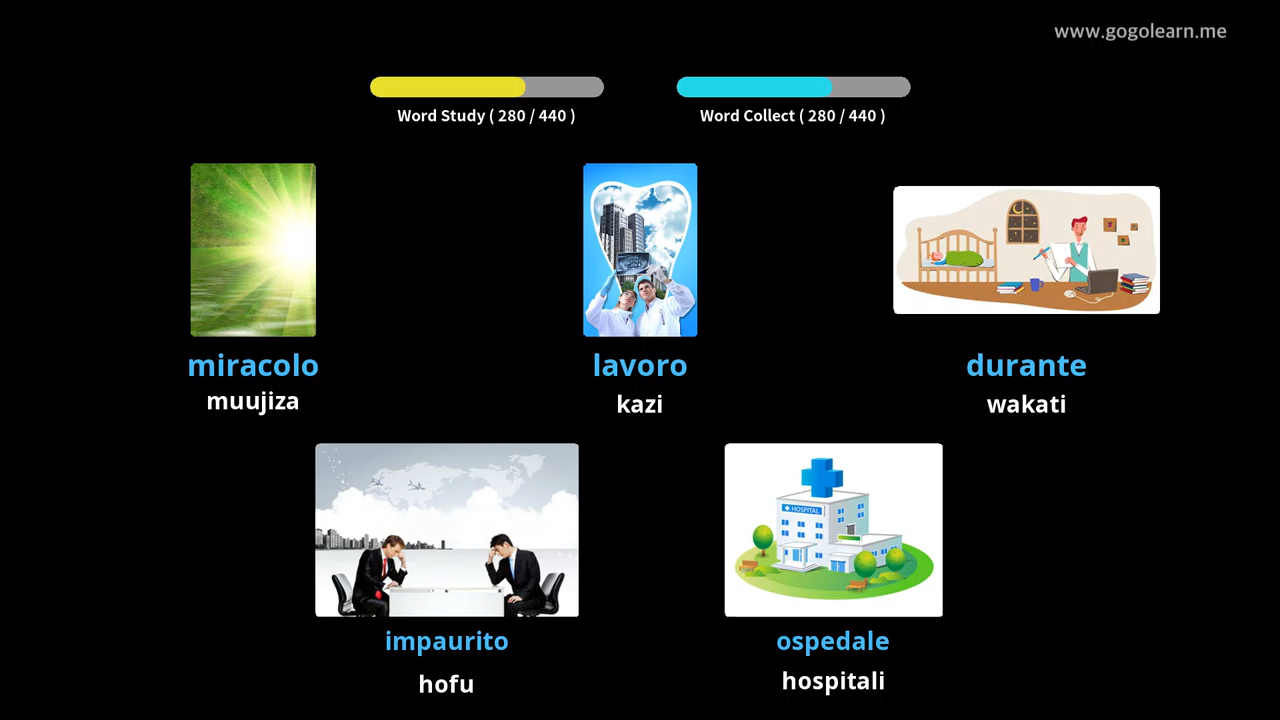 www.gogolearn.me
Word Study ( 280 / 440 )
Word Collect ( 280 / 440 )
miracolo
muujiza
lavoro
kazi
durante
wakati
HOSPITAL
impaurito
hofu
ospedale
hospitali